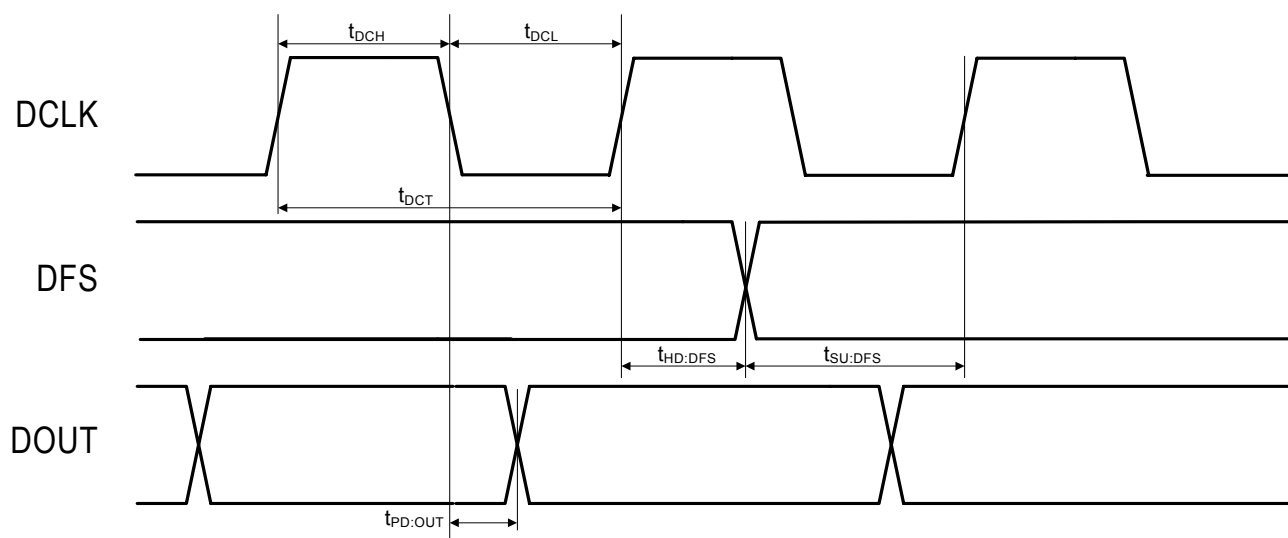 tDCH
tDCL
DCLK
tDCT
DFS
tHD:DFS
tSU:DFS
DOUT
tPD:OUT